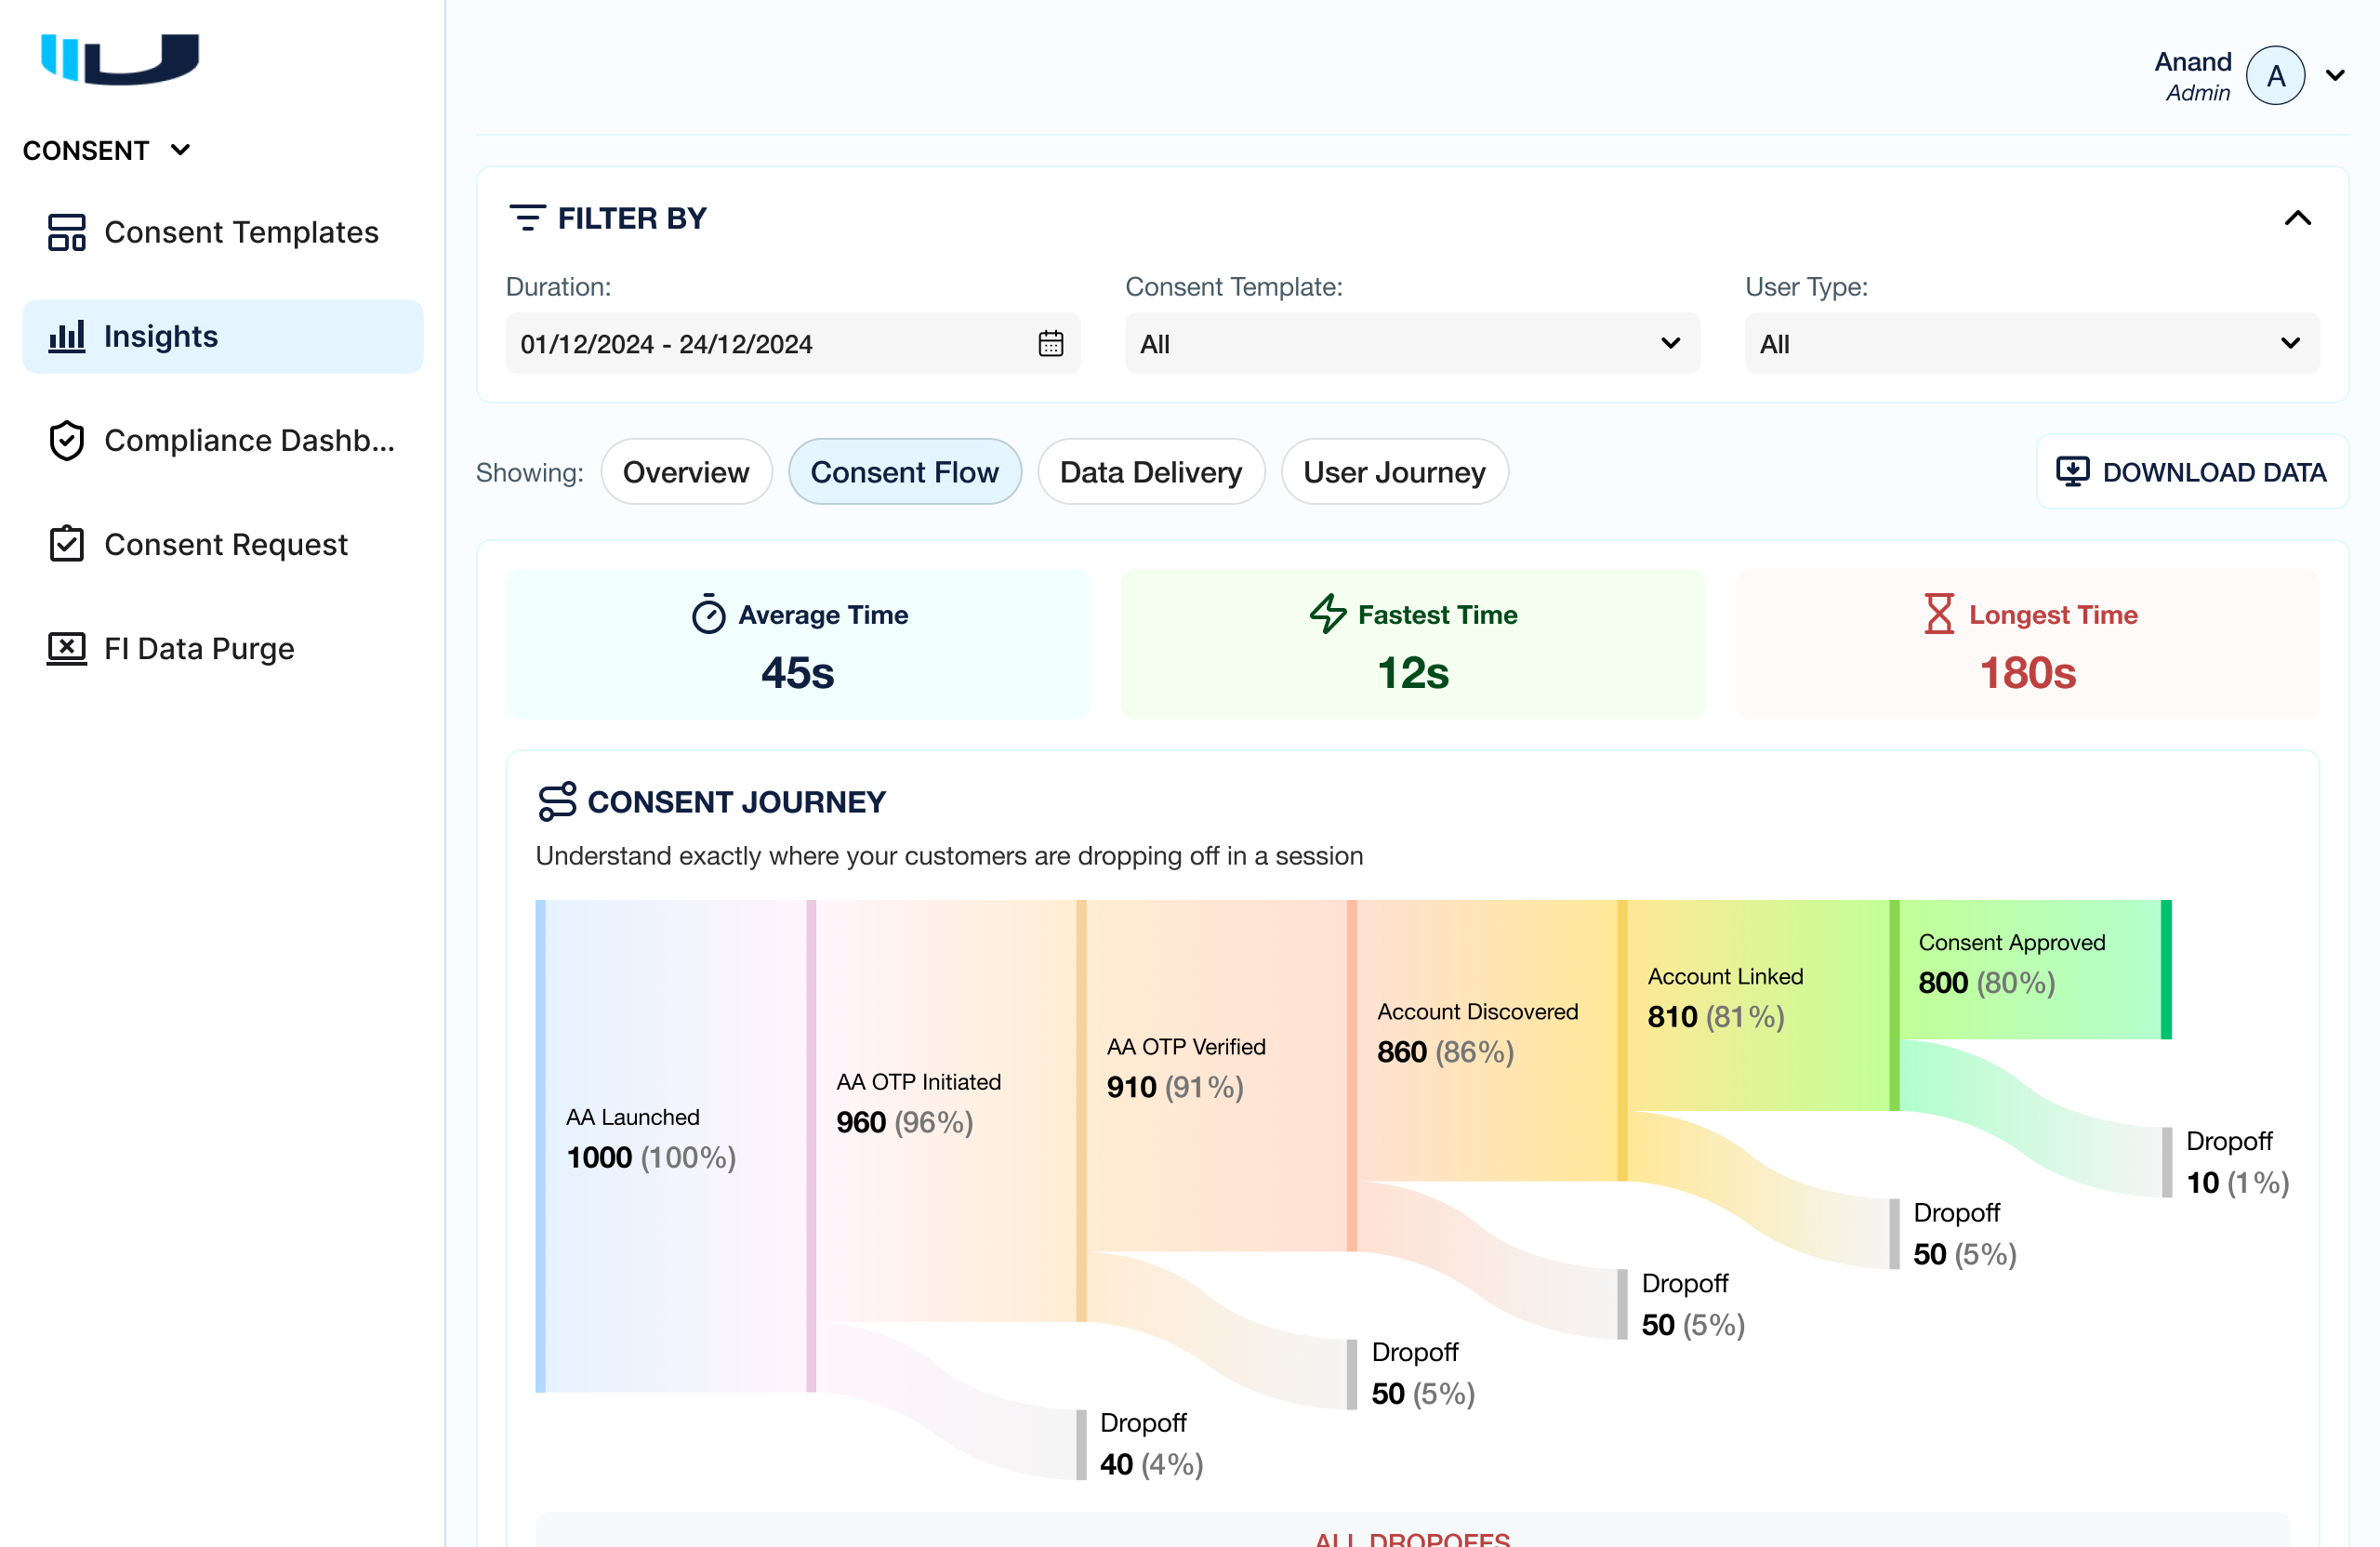 CONSENT
Consent Templates
Insights
Compliance Dashb...
Consent Request
FI Data Purge
Anand
Admin
A
FILTER BY
Duration:
01/12/2024 - 24/12/2024
Consent Template:
All
User Type:
All
Showing:
Overview
Consent Flow
Data Delivery
User Journey
DOWNLOAD DATA
Average Time
45s
Fastest Time
12s
Longest Time
180s
CONSENT JOURNEY
Understand exactly where your customers are dropping off in a session
AA Launched
1000 (100%)
AA OTP Initiated
960 (96%)
AA OTP Verified
910 (91%)
Account Discovered
860 (86%)
Account Linked
810 (81%)
Consent Approved
800 (80%)
Dropoff
10 (1%)
Dropoff
50 (5%)
Dropoff
50 (5%)
Dropoff
50 (5%)
Dropoff
40 (4%)
ALL DROPOFFS